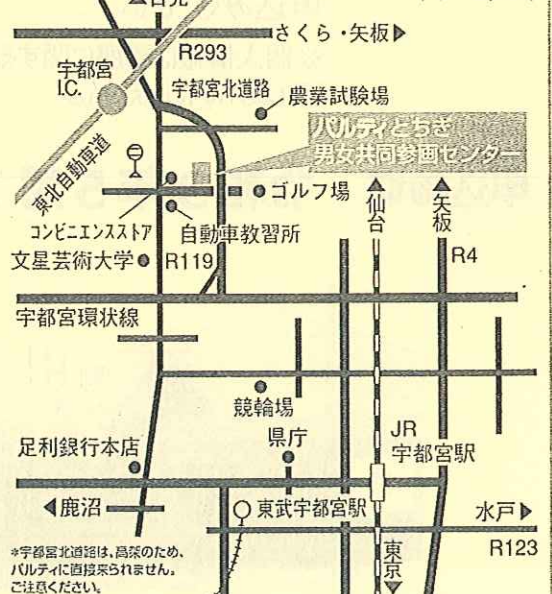 ▲日光
さくら・矢板▶
R293
宇都宮
I.C.
宇都宮北道路
農業試験場
パルティとちぎ
男女共同参画センター
東北自動車道
ゴルフ場
▲仙台
▲矢板
コンビニエンスストア
自動車教習所
文星芸術大学
R119
R4
宇都宮環状線
競輪場
県庁
JR
宇都宮駅
足利銀行本店
◀鹿沼
東武宇都宮駅
水戸▶
R123
東京▼
*宇都宮北道路は、高架のため、
パルティに直接来られません。
ご注意ください。